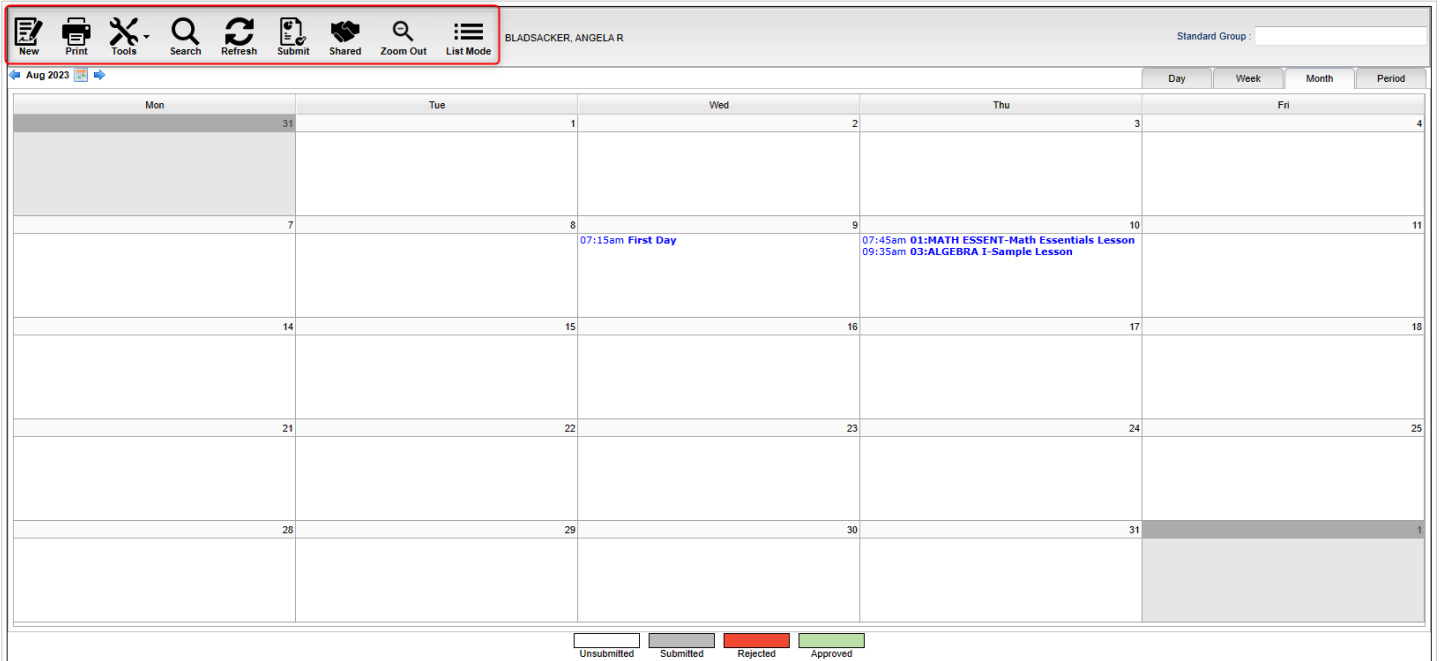 New Print Tools Search Refresh Submit Shared Zoom Out List Mode BLADSACKER, ANGELA R Standard Group :
Aug 2023 Day Week Month Period
Mon Tue Wed Thu Fri
31 1 2 3 4
7 8 9 10 11
07:15am First Day 07:45am 01:MATH ESSENT-Math Essentials Lesson
09:35am 03:ALGEBRA I-Sample Lesson
14 15 16 17 18
21 22 23 24 25
28 29 30 31 1
Unsubmitted Submitted Rejected Approved